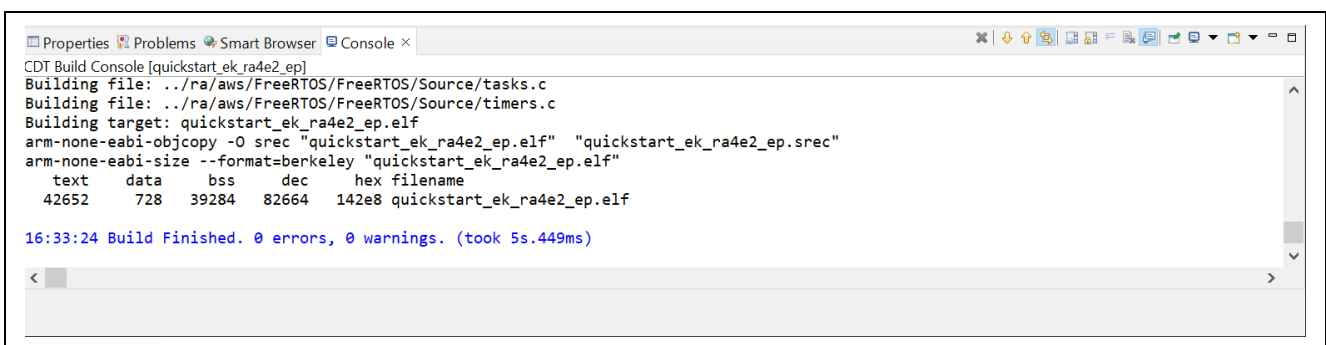 Properties Problems Smart Browser Console ×
CDT Build Console [quickstart_ek_ra4e2_ep]
Building file: ../ra/aws/FreeRTOS/FreeRTOS/Source/tasks.c
Building file: ../ra/aws/FreeRTOS/FreeRTOS/Source/timers.c
Building target: quickstart_ek_ra4e2_ep.elf
arm-none-eabi-objcopy -O srec "quickstart_ek_ra4e2_ep.elf"  "quickstart_ek_ra4e2_ep.srec"
arm-none-eabi-size --format=berkeley "quickstart_ek_ra4e2_ep.elf"
   text    data     bss     dec     hex filename
  42652     728   39284   82664   142e8 quickstart_ek_ra4e2_ep.elf
16:33:24 Build Finished. 0 errors, 0 warnings. (took 5s.449ms)